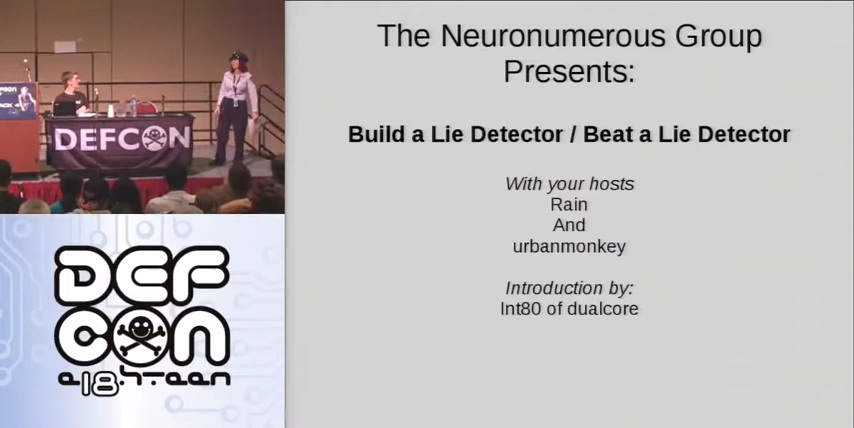 The Neuronumerous Group
Presents:
Build a Lie Detector / Beat a Lie Detector
With your hosts
Rain
And
urbanmonkey
Introduction by:
Int80 of dualcore
DEFCON
DEF
CON